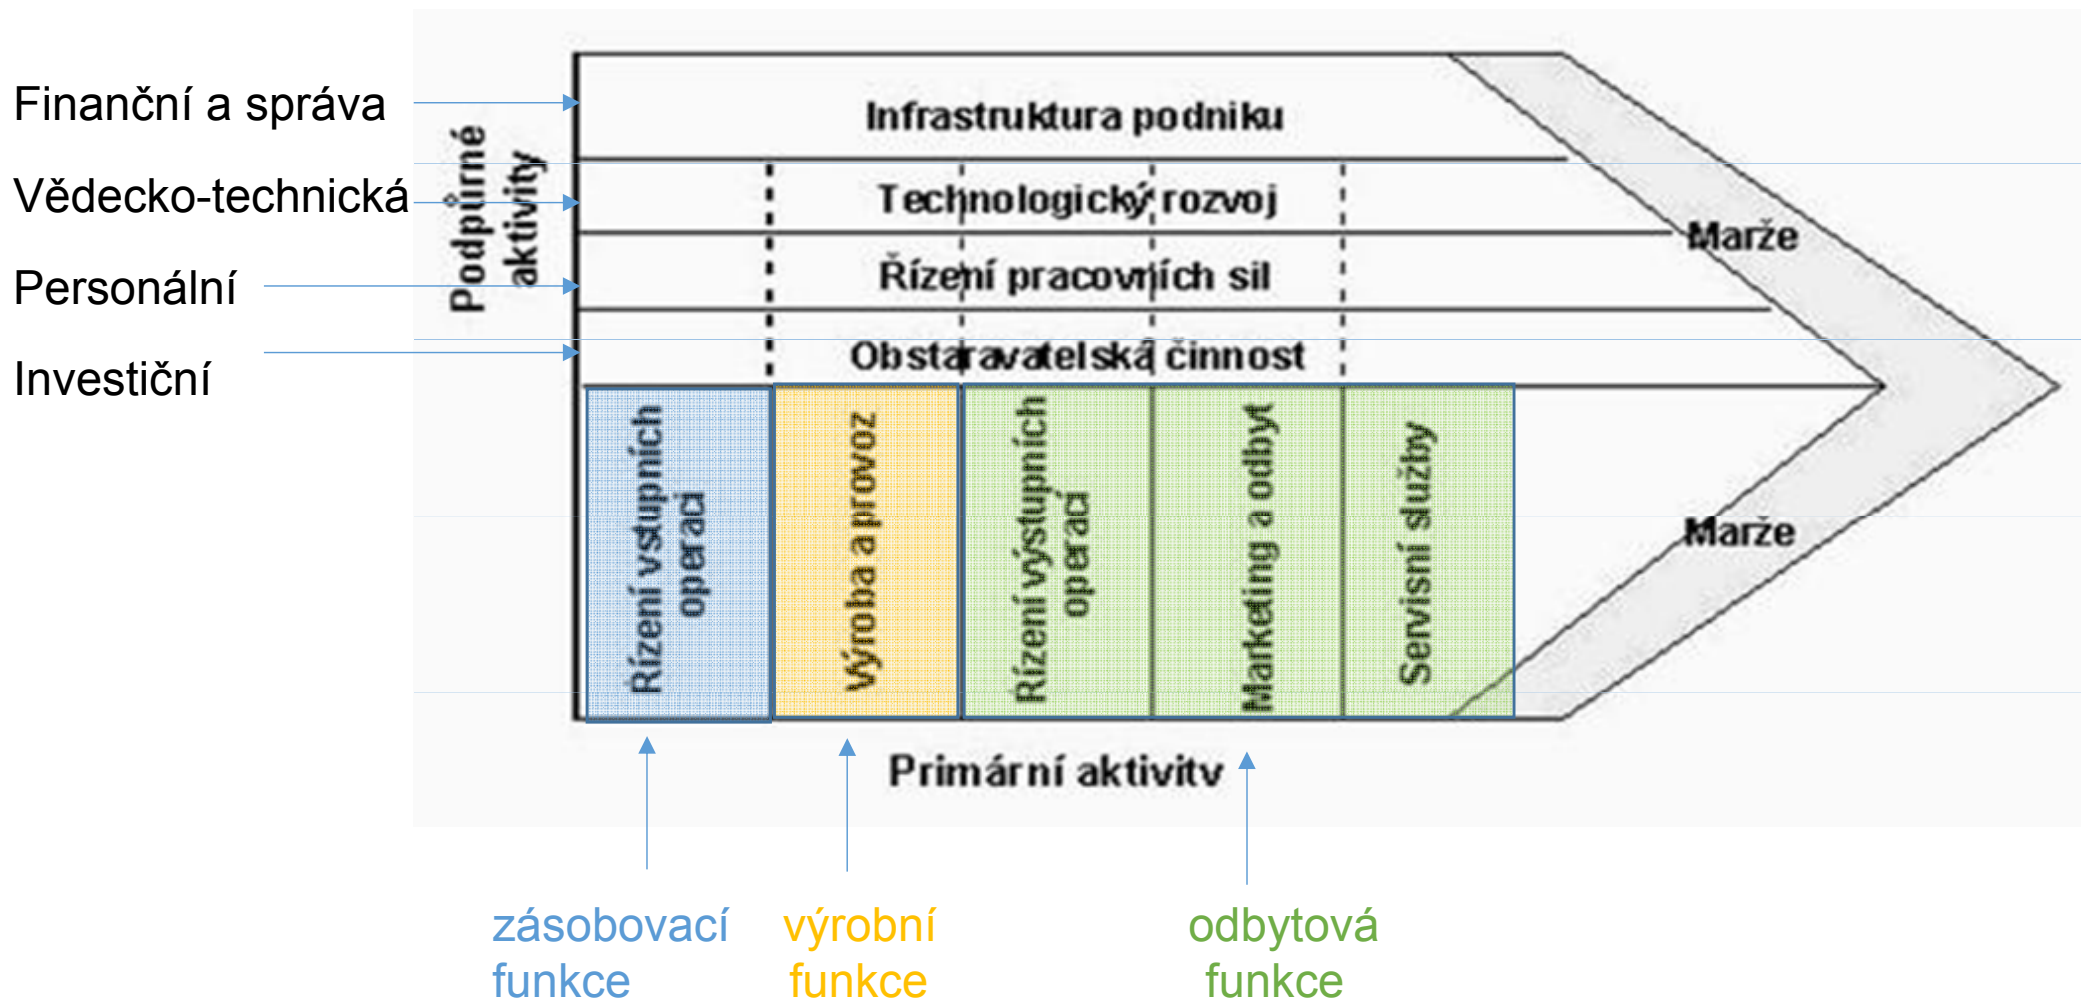 Finanční a správa
Vědecko-technická
Personální
Investiční
Podpůrné
aktivity
Infrastruktura podniku
Technologický rozvoj
Řízení pracovních sil
Obstaravatelská činnost
Marže
Řízení vstupních
operací
Výroba a provoz
Řízení výstupních
operací
Marketing a odbyt
Servisní služby
Marže
Primární aktivity
zásobovací
funkce
výrobní
funkce
odbytová
funkce